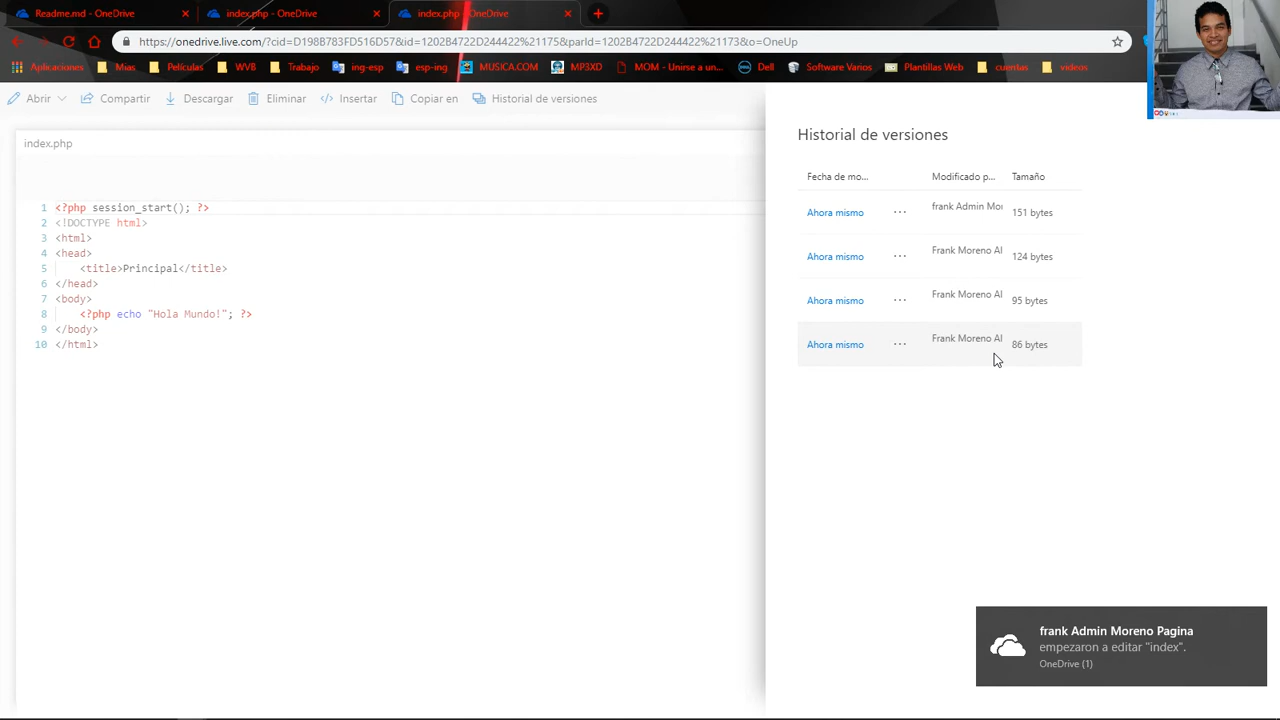 Readme.md - OneDrive
index.php - OneDrive
index.php - OneDrive
https://onedrive.live.com/?cid=D198B783FD516D57&id=1202B4722D244422%21175&parId=1202B4722D244422%21173&o=OneUp
Aplicaciones Mias Películas WVB Trabajo ing-esp esp-ing MUSICA.COM MP3XD MOM - Unirse a un... Dell Software Varios Plantillas Web cuentas videos
Abrir Compartir Descargar Eliminar Insertar Copiar en Historial de versiones
index.php
1 <?php session_start(); ?>
2 <!DOCTYPE html>
3 <html>
4 <head>
5 <title>Principal</title>
6 </head>
7 <body>
8 <?php echo "Hola Mundo!"; ?>
9 </body>
10 </html>
Historial de versiones
Fecha de mo... Modificado p... Tamaño
Ahora mismo ... frank Admin Mor 151 bytes
Ahora mismo ... Frank Moreno Al 124 bytes
Ahora mismo ... Frank Moreno Al 95 bytes
Ahora mismo ... Frank Moreno Al 86 bytes
frank Admin Moreno Pagina
empezaron a editar "index".
OneDrive (1)